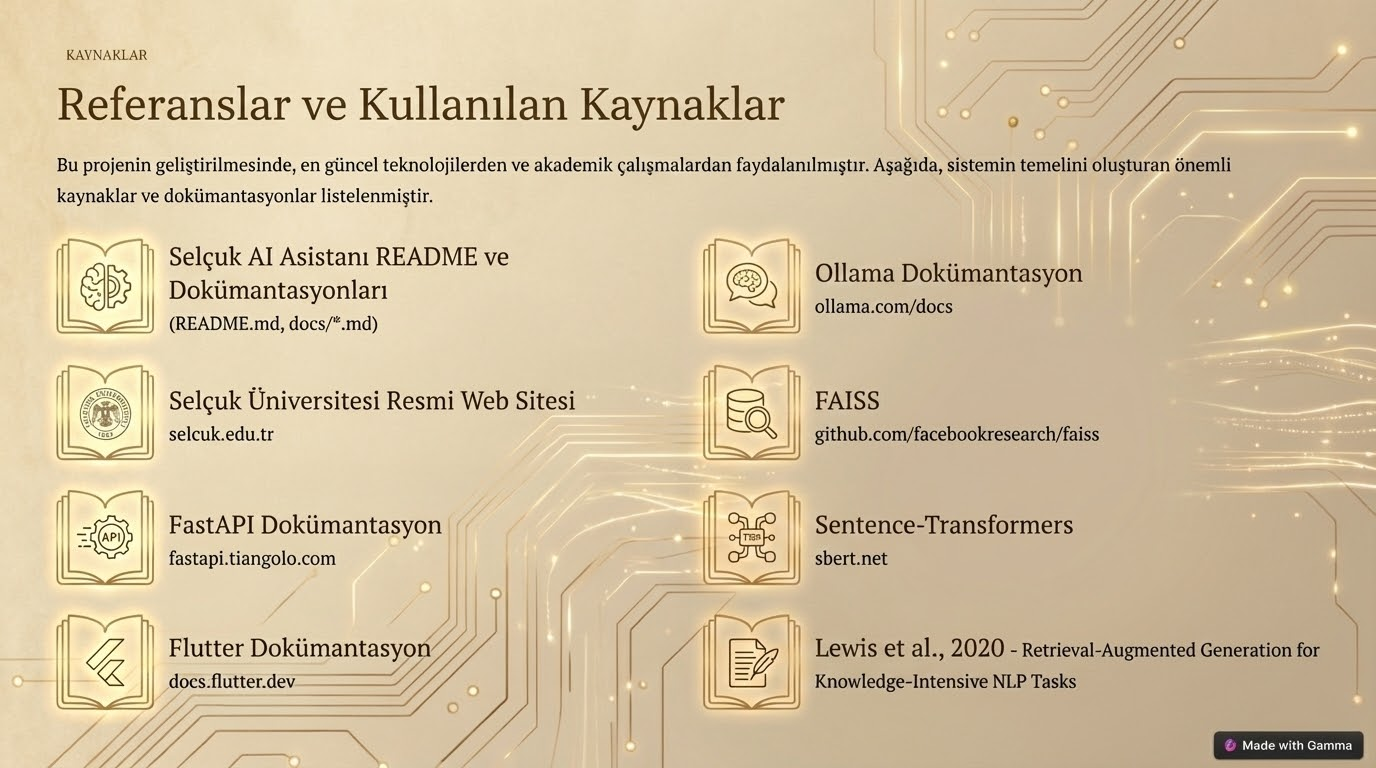 KAYNAKLAR
Referanslar ve Kullanılan Kaynaklar
Bu projenin geliştirilmesinde, en güncel teknolojilerden ve akademik çalışmalardan faydalanılmıştır. Aşağıda, sistemin temelini oluşturan önemli
kaynaklar ve dokümantasyonlar listelenmiştir.
Selçuk AI Asistanı README ve
Dokümantasyonları
(README.md, docs/*.md)
Selçuk Üniversitesi Resmi Web Sitesi
selcuk.edu.tr
API
FastAPI Dokümantasyon
fastapi.tiangolo.com
Flutter Dokümantasyon
docs.flutter.dev
Ollama Dokümantasyon
ollama.com/docs
FAISS
github.com/facebookresearch/faiss
Sentence-Transformers
sbert.net
Lewis et al., 2020 - Retrieval-Augmented Generation for
Knowledge-Intensive NLP Tasks
Made with Gamma